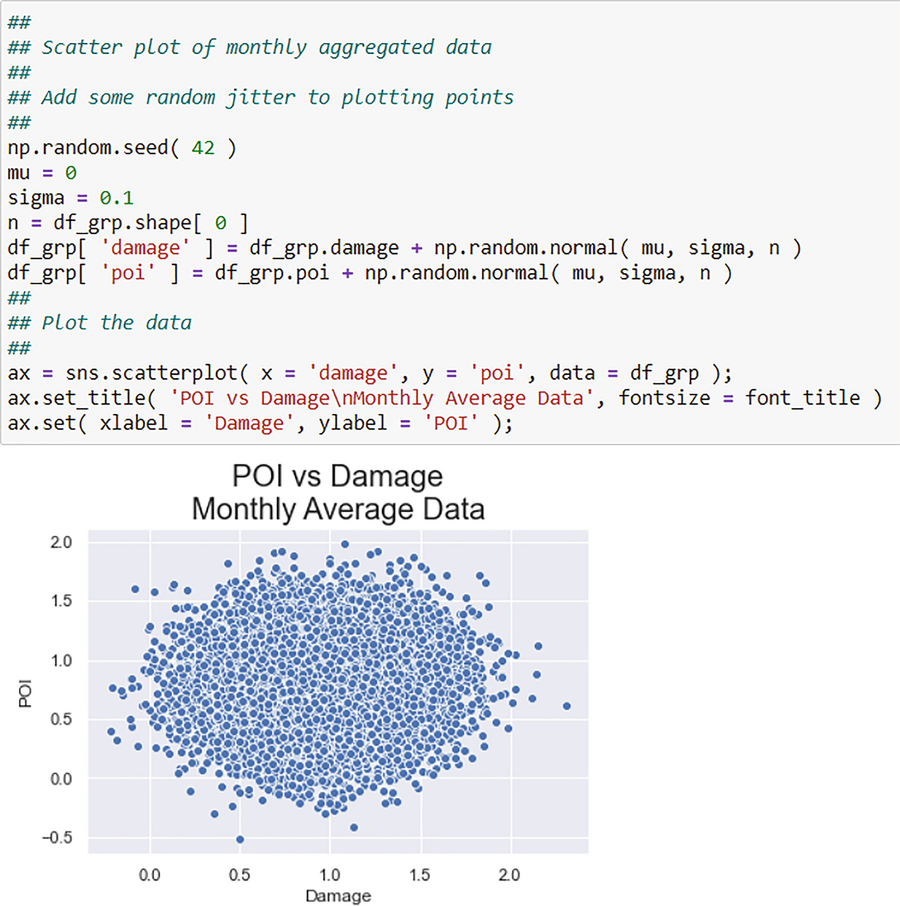 ##
## Scatter plot of monthly aggregated data
##
## Add some random jitter to plotting points
##
np.random.seed( 42 )
mu = 0
sigma = 0.1
n = df_grp.shape[ 0 ]
df_grp[ 'damage' ] = df_grp.damage + np.random.normal( mu, sigma, n )
df_grp[ 'poi' ] = df_grp.poi + np.random.normal( mu, sigma, n )
##
## Plot the data
##
ax = sns.scatterplot( x = 'damage', y = 'poi', data = df_grp );
ax.set_title( 'POI vs Damage\nMonthly Average Data', fontsize = font_title )
ax.set( xlabel = 'Damage', ylabel = 'POI' );
POI vs Damage
Monthly Average Data
2.0
1.5
1.0
0.5
0.0
−0.5
POI
0.0 0.5 1.0 1.5 2.0
Damage